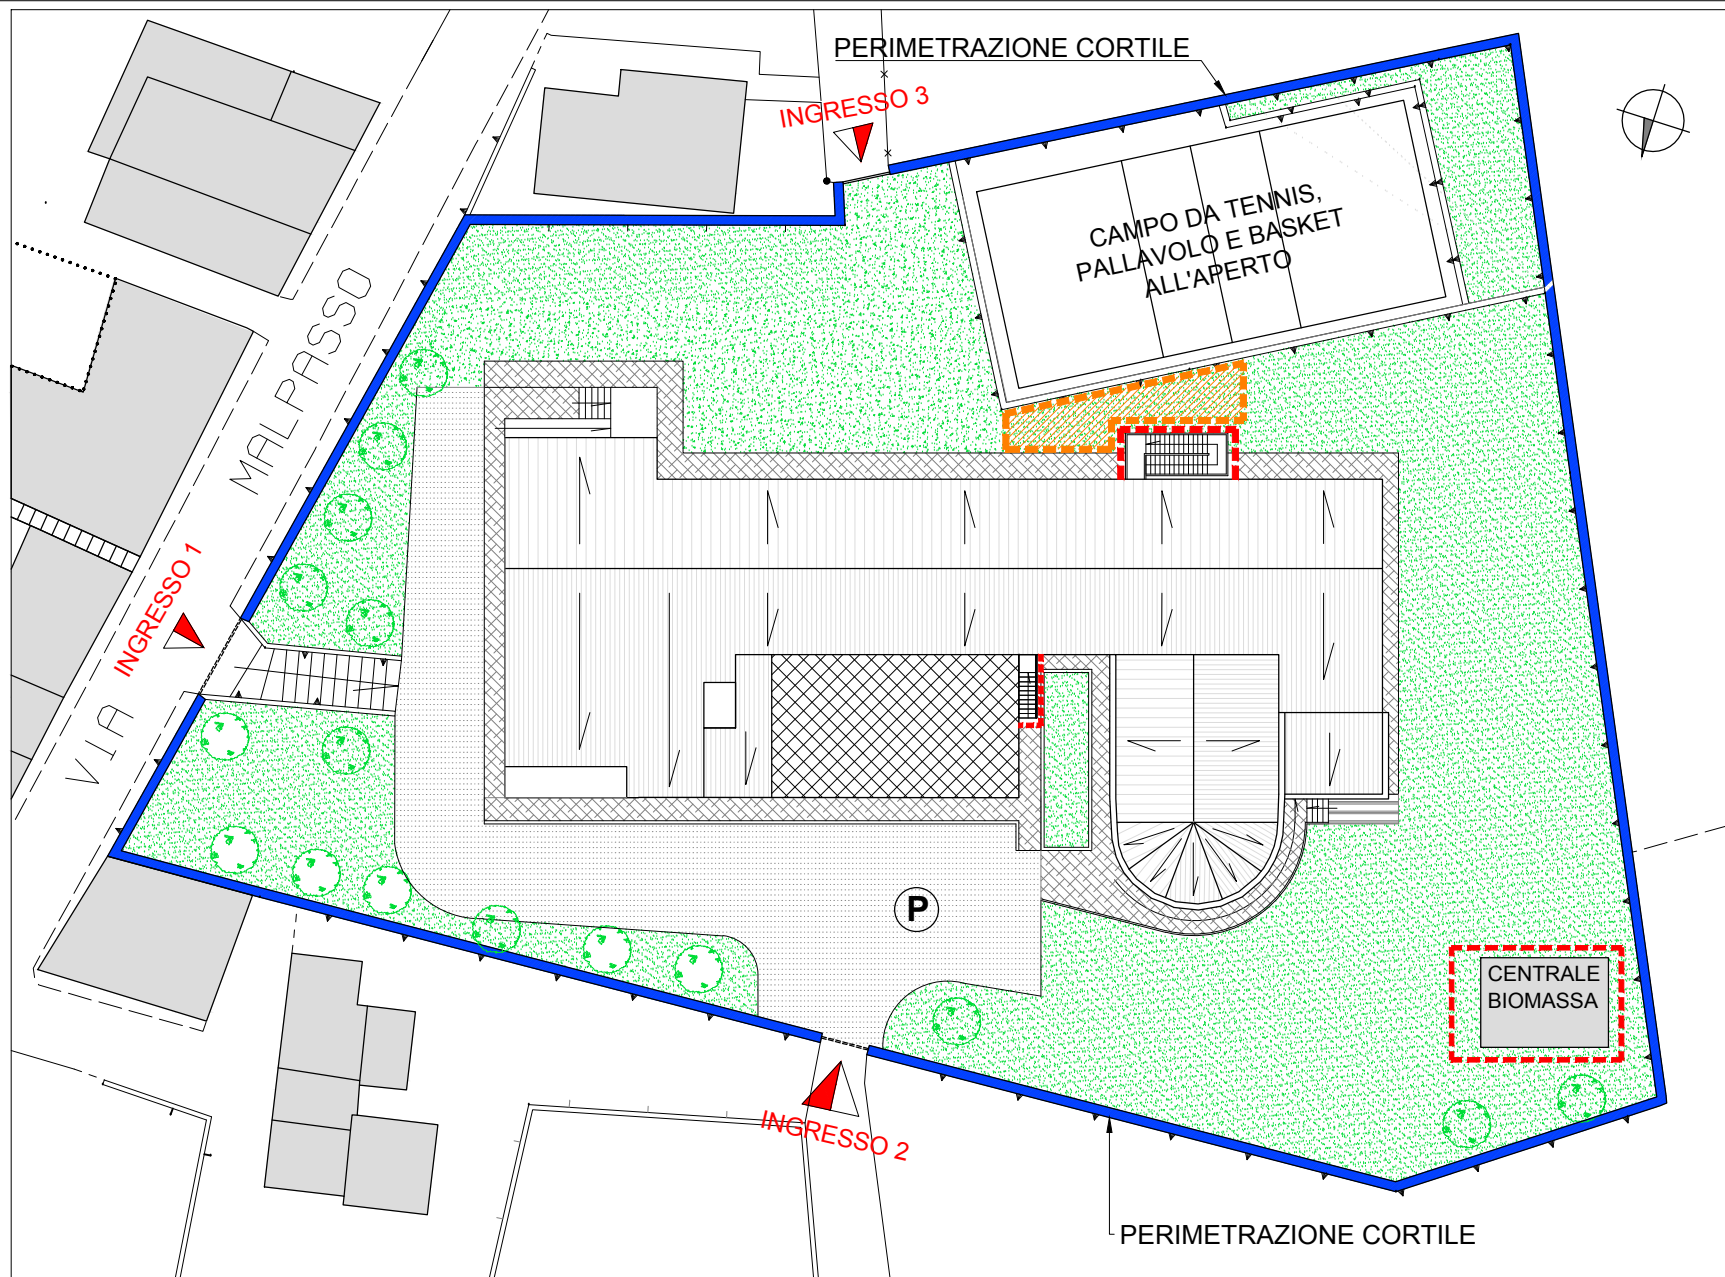 PERIMETRAZIONE CORTILE
INGRESSO 3
CAMPO DA TENNIS,
PALLAVOLO E BASKET
ALL'APERTO
VIA MALPASSO
INGRESSO 1
P
CENTRALE
BIOMASSA
INGRESSO 2
PERIMETRAZIONE CORTILE